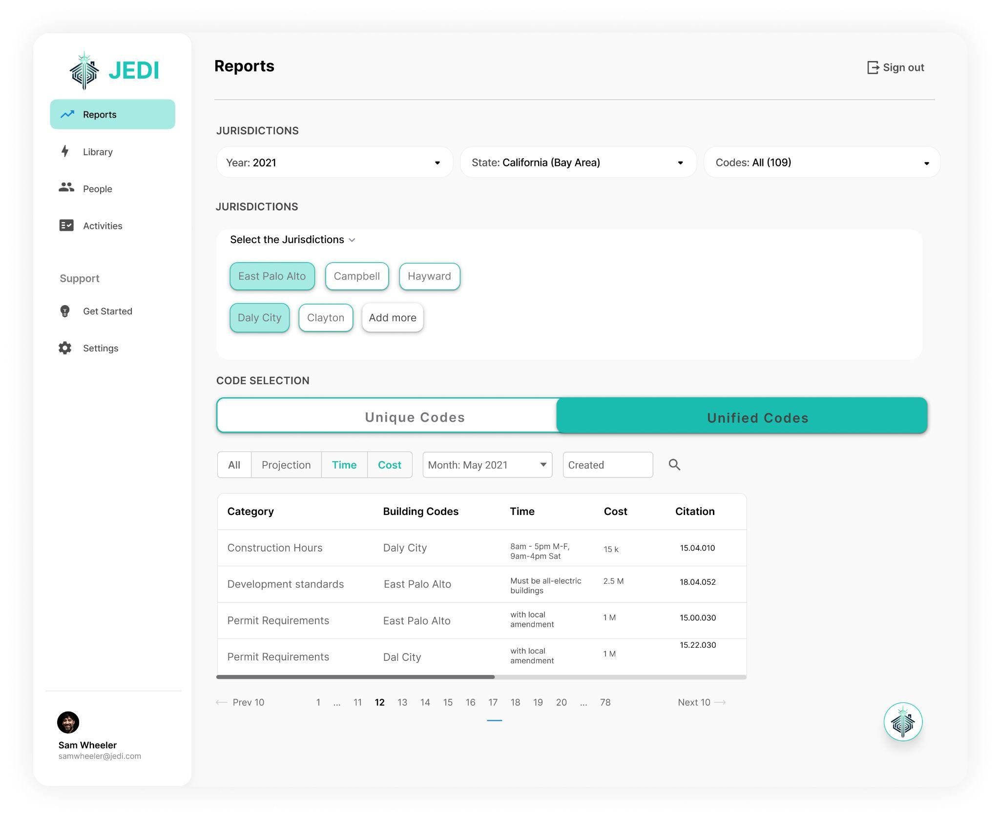 JEDI
Reports
Library
People
Activities
Support
Get Started
Settings
Sam Wheeler
samwheeler@jedi.com
Reports
Sign out
JURISDICTIONS
Year: 2021
State: California (Bay Area)
Codes: All (109)
JURISDICTIONS
Select the Jurisdictions
East Palo Alto Campbell Hayward
Daly City Clayton Add more
CODE SELECTION
Unique Codes Unified Codes
All Projection Time Cost Month: May 2021 Created
Category Building Codes Time Cost Citation
Construction Hours Daly City 8am - 5pm M-F, 15 k 15.04.010
9am-4pm Sat
Development standards East Palo Alto Must be all-electric 2.5 M 18.04.052
buildings
Permit Requirements East Palo Alto with local 1 M 15.00.030
amendment
Permit Requirements Dal City with local 1 M 15.22.030
amendment
Prev 10 1 ... 11 12 13 14 15 16 17 18 19 20 ... 78 Next 10